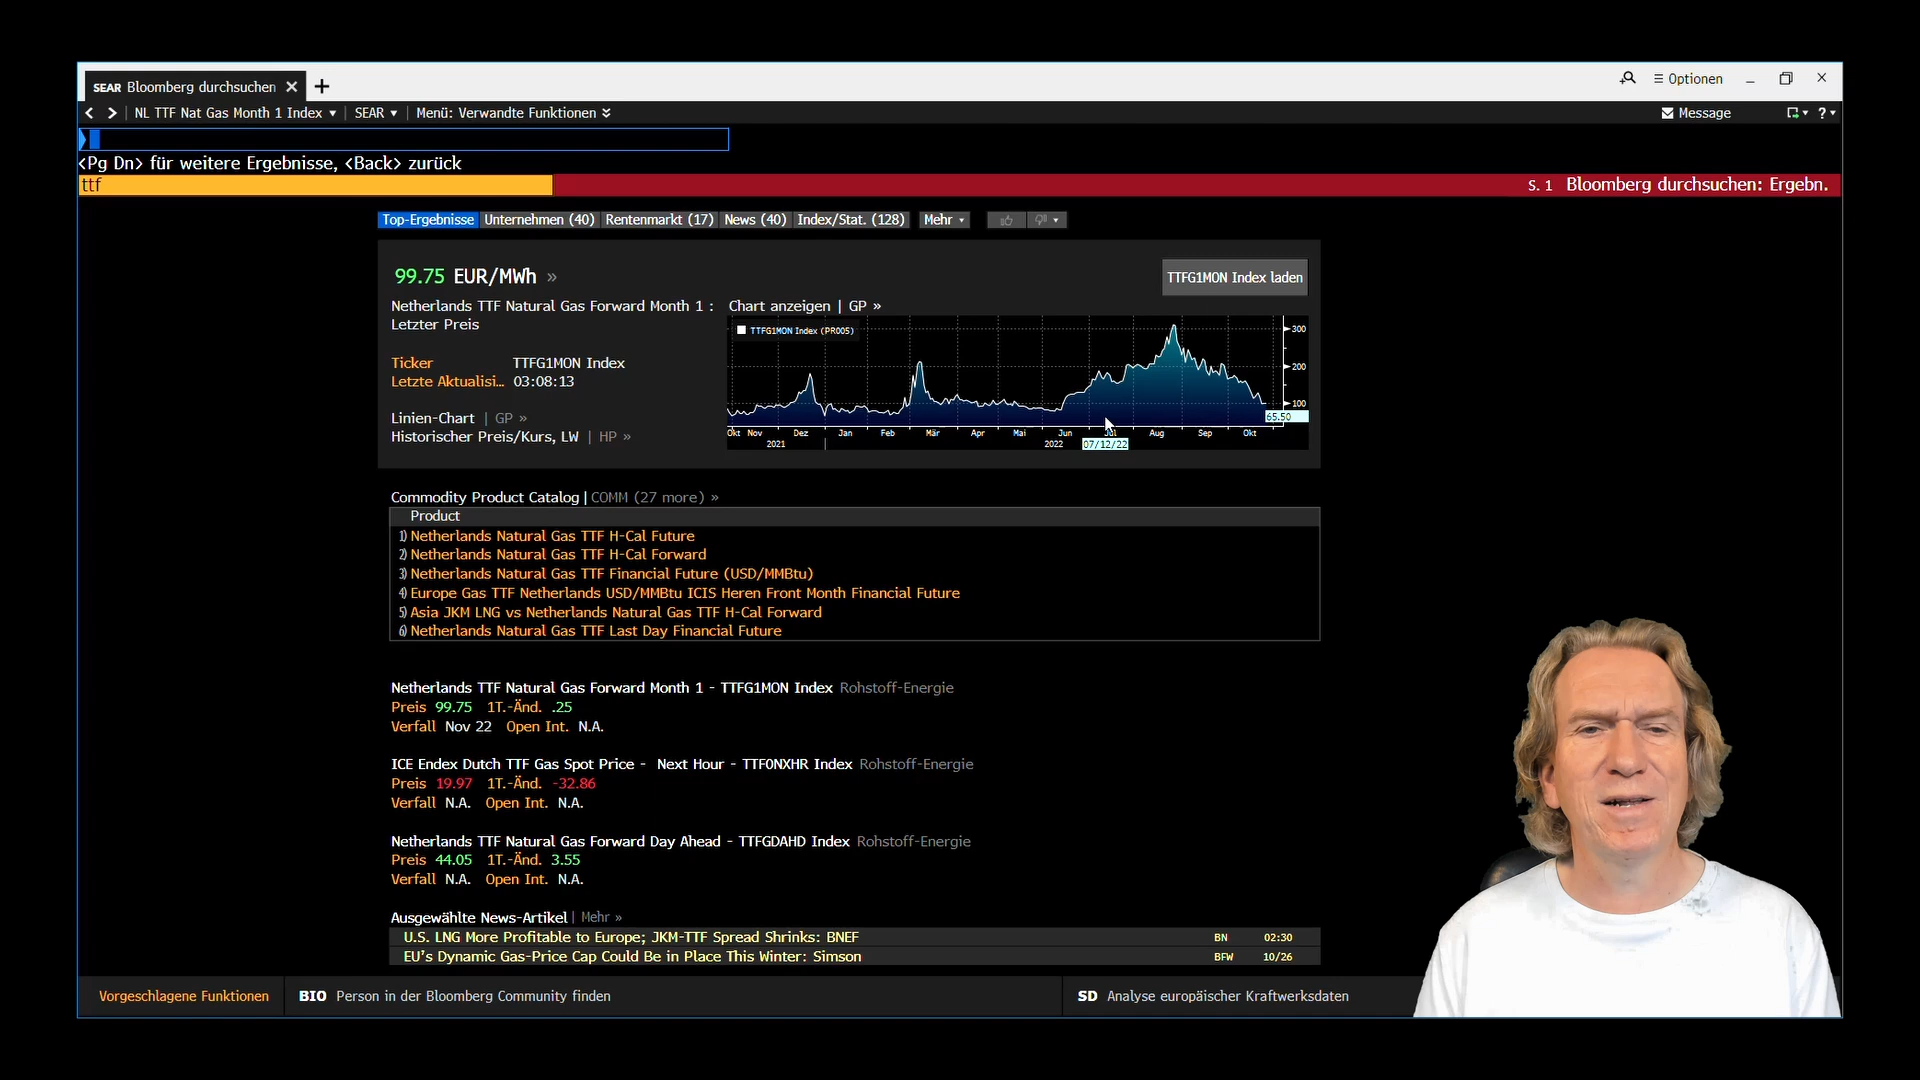 SEAR Bloomberg durchsuchen
Optionen
NL TTF Nat Gas Month 1 Index SEAR Menü: Verwandte Funktionen Message ?
<Pg Dn> für weitere Ergebnisse, <Back> zurück
ttf S. 1 Bloomberg durchsuchen: Ergebn.
Top-Ergebnisse Unternehmen (40) Rentenmarkt (17) News (40) Index/Stat. (128) Mehr
99.75 EUR/MWh »
TTFG1MON Index laden
Netherlands TTF Natural Gas Forward Month 1 :
Letzter Preis
Chart anzeigen | GP »
TTFG1MON Index (PR005)
300
200
100
65.50
Okt Nov Dez Jan Feb Mär Apr Mai Jun Jul Aug Sep Okt
2021 2022 07/12/22
Ticker TTFG1MON Index
Letzte Aktualisi... 03:08:13
Linien-Chart | GP »
Historischer Preis/Kurs, LW | HP »
Commodity Product Catalog | COMM (27 more) »
Product
1) Netherlands Natural Gas TTF H-Cal Future
2) Netherlands Natural Gas TTF H-Cal Forward
3) Netherlands Natural Gas TTF Financial Future (USD/MMBtu)
4) Europe Gas TTF Netherlands USD/MMBtu ICIS Heren Front Month Financial Future
5) Asia JKM LNG vs Netherlands Natural Gas TTF H-Cal Forward
6) Netherlands Natural Gas TTF Last Day Financial Future
Netherlands TTF Natural Gas Forward Month 1 - TTFG1MON Index Rohstoff-Energie
Preis 99.75 1T.-Änd. .25
Verfall Nov 22 Open Int. N.A.
ICE Endex Dutch TTF Gas Spot Price - Next Hour - TTF0NXHR Index Rohstoff-Energie
Preis 19.97 1T.-Änd. -32.86
Verfall N.A. Open Int. N.A.
Netherlands TTF Natural Gas Forward Day Ahead - TTFGDAHD Index Rohstoff-Energie
Preis 44.05 1T.-Änd. 3.55
Verfall N.A. Open Int. N.A.
Ausgewählte News-Artikel | Mehr »
U.S. LNG More Profitable to Europe; JKM-TTF Spread Shrinks: BNEF BN 02:30
EU's Dynamic Gas-Price Cap Could Be in Place This Winter: Simson BFW 10/26
Vorgeschlagene Funktionen BIO Person in der Bloomberg Community finden SD Analyse europäischer Kraftwerksdaten